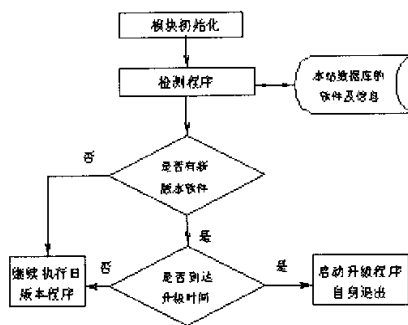 模块初始化
检测程序
本站数据库的
软件及信息
否
是否有新
版本软件
是
继续执行旧
版本程序
否
是否到达
升级时间
是
启动升级程序
自身退出